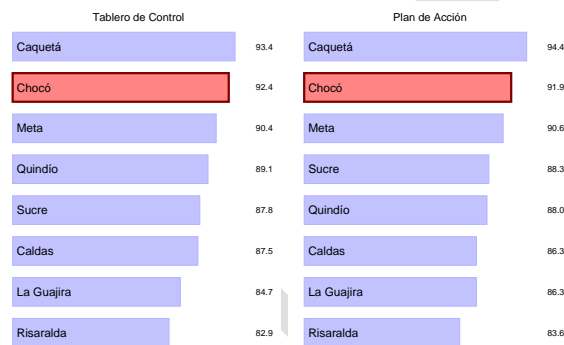 Tablero de Control
Caquetá 93.4
Chocó 92.4
Meta 90.4
Quindío 89.1
Sucre 87.8
Caldas 87.5
La Guajira 84.7
Risaralda 82.9
Plan de Acción
Caquetá 94.4
Chocó 91.9
Meta 90.6
Sucre 88.3
Quindío 88.0
Caldas 86.3
La Guajira 86.3
Risaralda 83.6